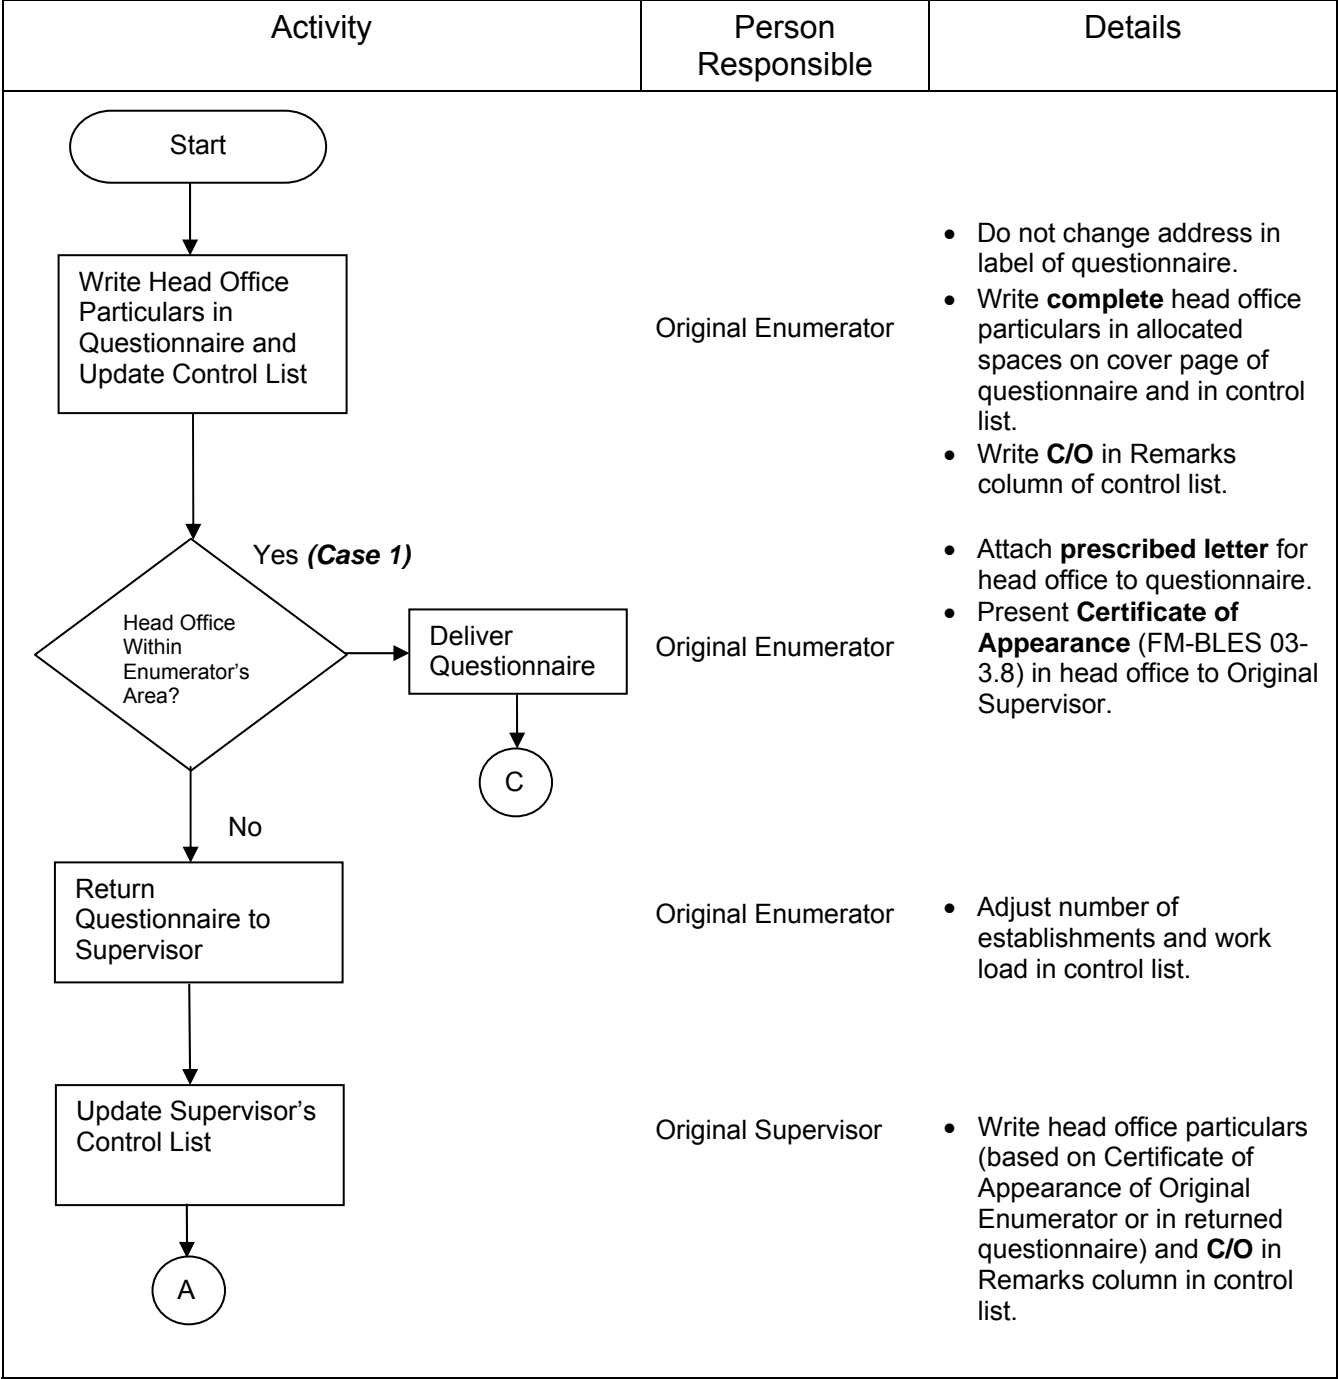 Activity
Person
Responsible
Details
Start
Write Head Office
Particulars in
Questionnaire and
Update Control List
Original Enumerator
• Do not change address in
label of questionnaire.
• Write complete head office
particulars in allocated
spaces on cover page of
questionnaire and in control
list.
• Write C/O in Remarks
column of control list.
Yes (Case 1)
Head Office
Within
Enumerator’s
Area?
Deliver
Questionnaire
Original Enumerator
• Attach prescribed letter for
head office to questionnaire.
• Present Certificate of
Appearance (FM-BLES 03-
3.8) in head office to Original
Supervisor.
C
No
Return
Questionnaire to
Supervisor
Original Enumerator
• Adjust number of
establishments and work
load in control list.
Update Supervisor’s
Control List
Original Supervisor
• Write head office particulars
(based on Certificate of
Appearance of Original
Enumerator or in returned
questionnaire) and C/O in
Remarks column in control
list.
A